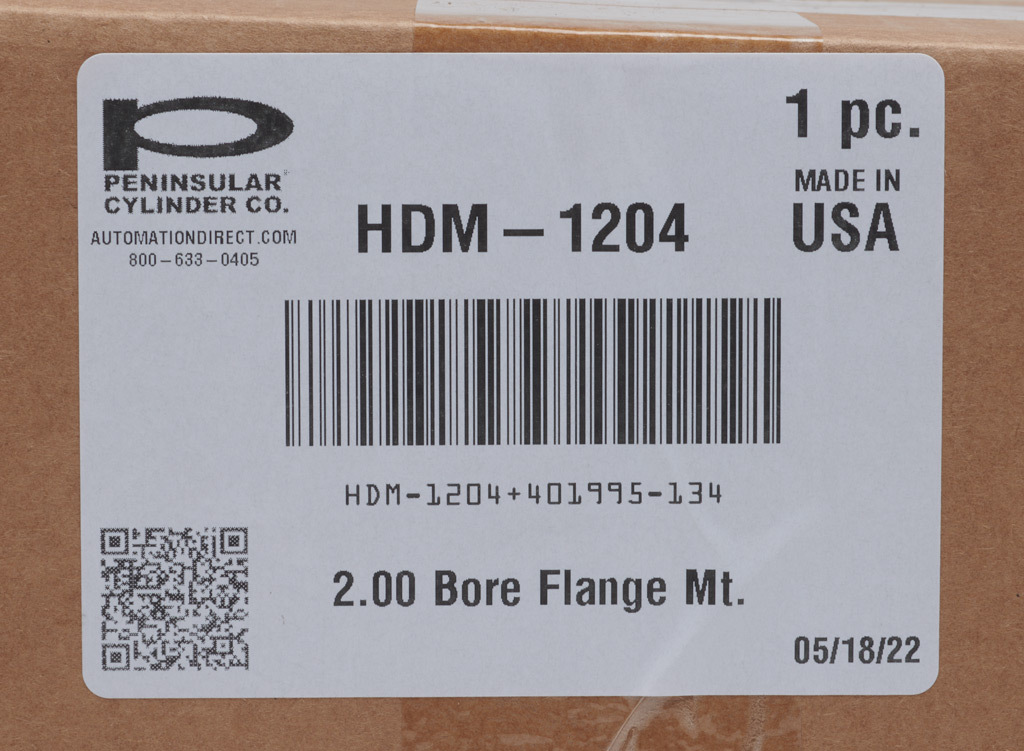 PENINSULAR
CYLINDER CO.
AUTOMATIONDIRECT.COM
800-633-0405
HDM-1204
1 pc.
MADE IN
USA
HDM-1204+401995-134
2.00 Bore Flange Mt.
05/18/22